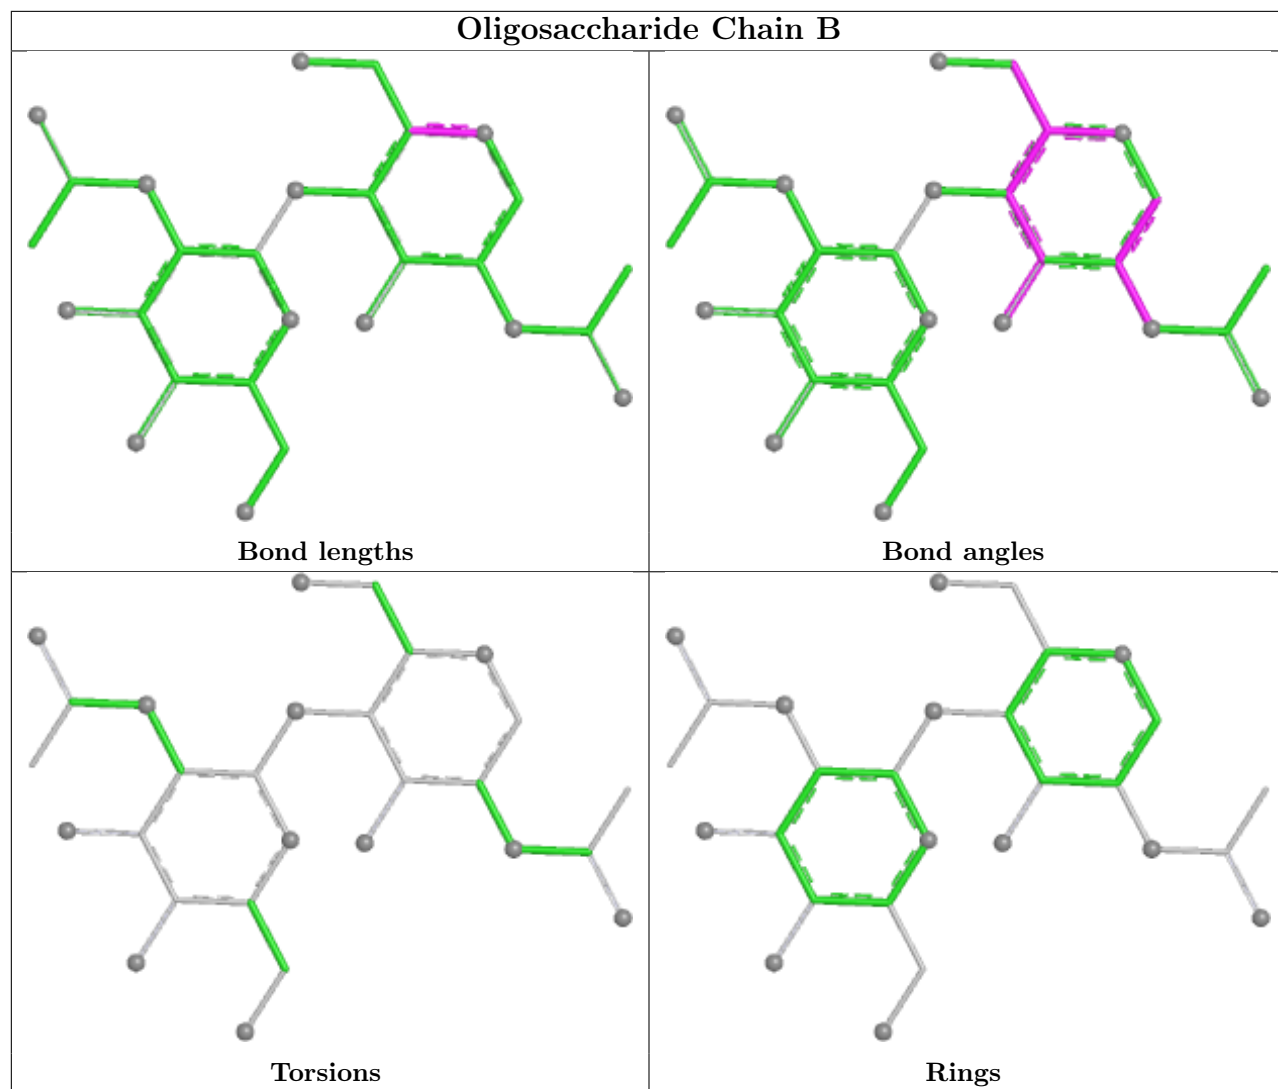 Oligosaccharide Chain B
Bond lengths
Bond angles
Torsions
Rings